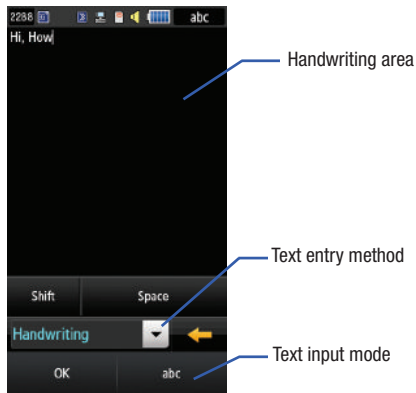 2288 abc
Hi, How
Handwriting area
Text entry method
Shift Space
Handwriting
Text input mode
OK abc